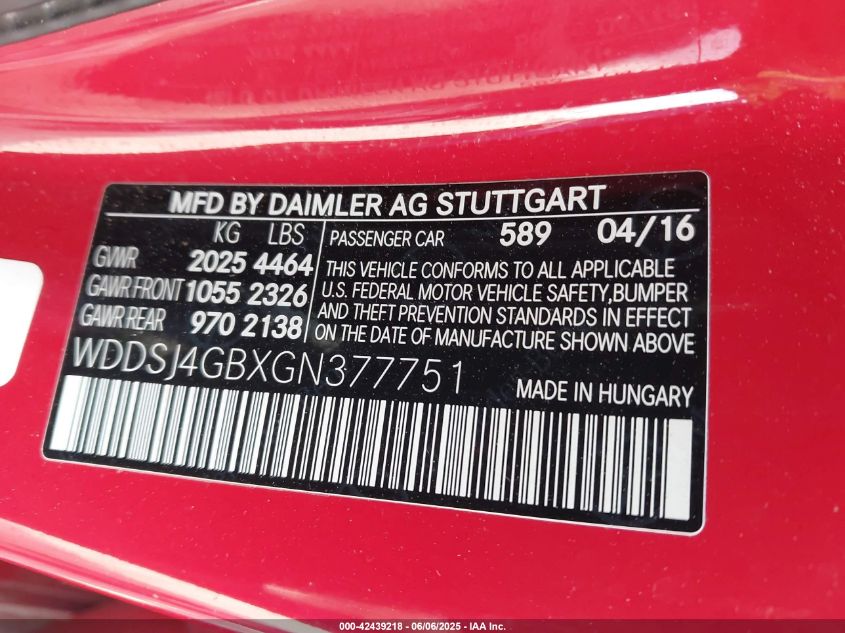 MFD BY DAIMLER AG STUTTGART
KG LBS
GVWR 2025 4464
GAWR FRONT 1055 2326
GAWR REAR 970 2138
PASSENGER CAR 589 04/16
THIS VEHICLE CONFORMS TO ALL APPLICABLE
U.S. FEDERAL MOTOR VEHICLE SAFETY,BUMPER
AND THEFT PREVENTION STANDARDS IN EFFECT
ON THE DATE OF MANUFACTURE SHOWN ABOVE
WDDSJ4GBXGN377751
MADE IN HUNGARY
000-42439218 - 06/06/2025 - IAA Inc.